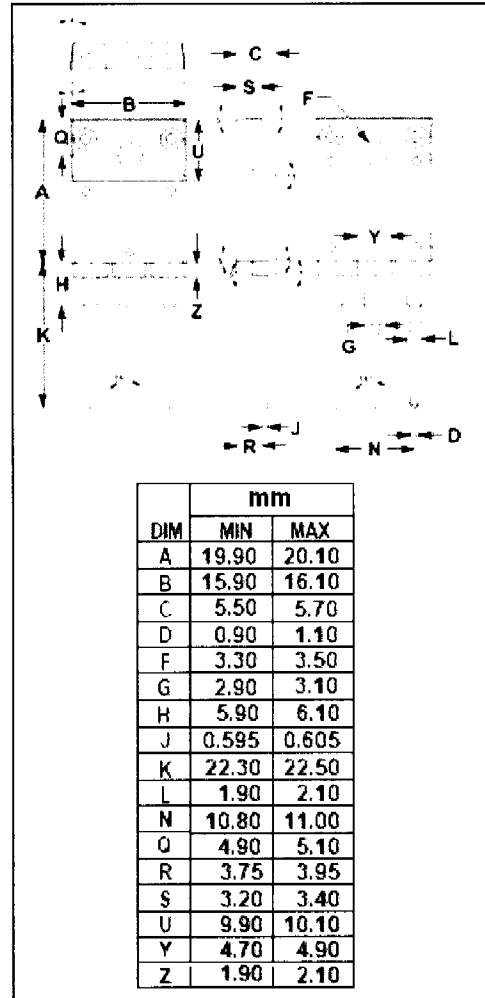 C
S
B
F
Q
U
A
Y
H
Z
K
G
L
J
R
N
D
mm
DIM MIN MAX
A 19.90 20.10
B 15.90 16.10
C 5.50 5.70
D 0.90 1.10
F 3.30 3.50
G 2.90 3.10
H 5.90 6.10
J 0.595 0.605
K 22.30 22.50
L 1.90 2.10
N 10.80 11.00
Q 4.90 5.10
R 3.75 3.95
S 3.20 3.40
U 9.90 10.10
Y 4.70 4.90
Z 1.90 2.10